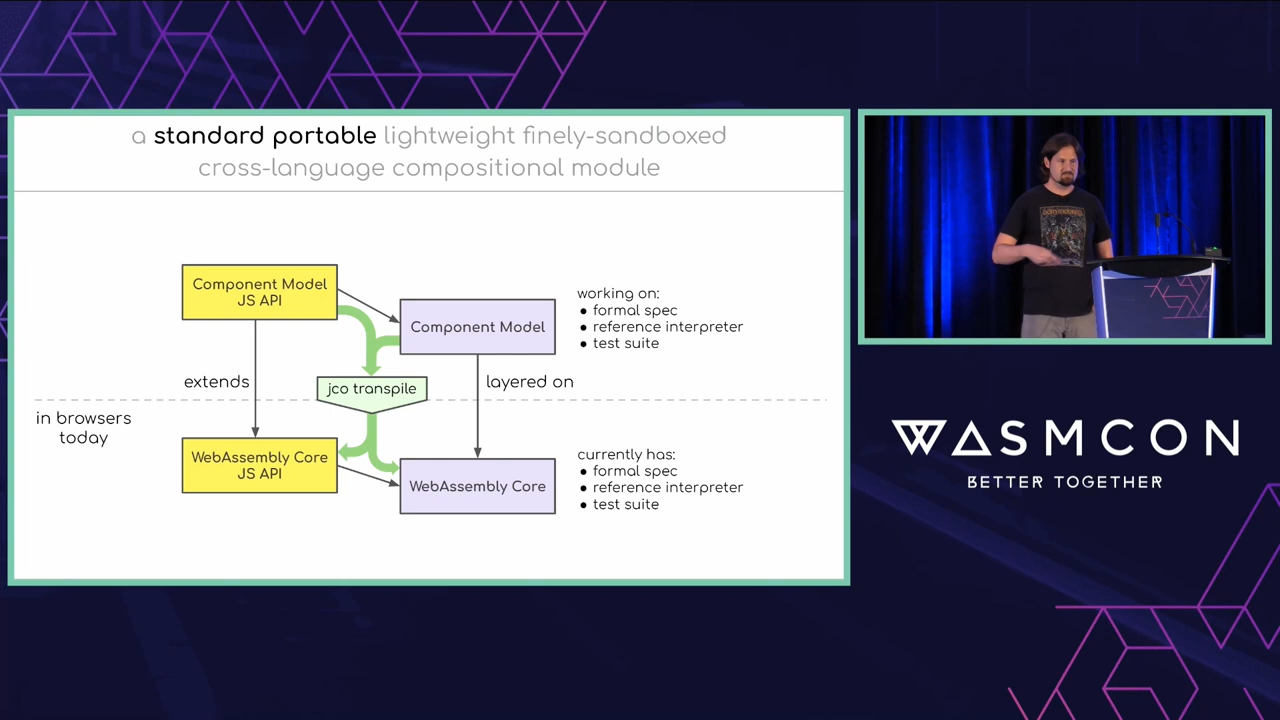 a standard portable lightweight finely-sandboxed
cross-language compositional module
Component Model
JS API
Component Model
working on:
● formal spec
● reference interpreter
● test suite
extends
jco transpile
layered on
in browsers
today
WebAssembly Core
JS API
WebAssembly Core
currently has:
● formal spec
● reference interpreter
● test suite
WASMCON
BETTER TOGETHER